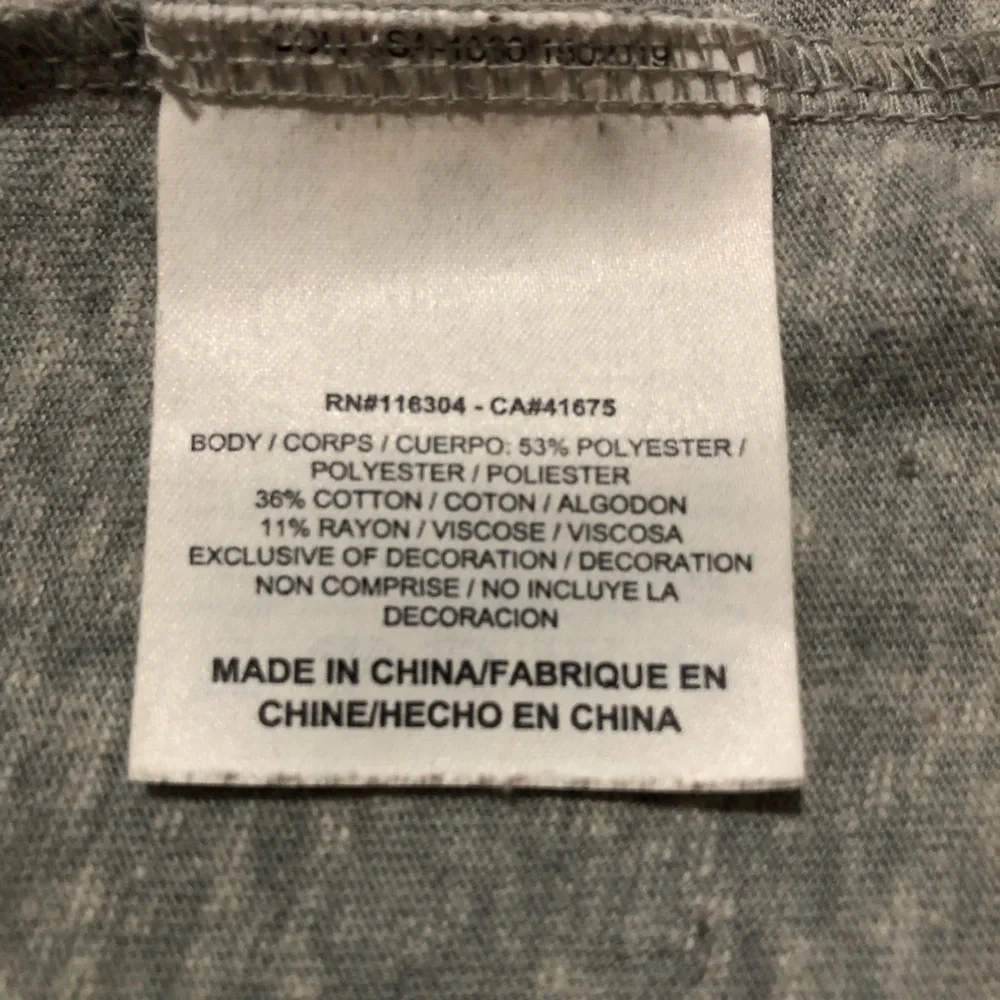 RN#116304 - CA#41675
BODY / CORPS / CUERPO: 53% POLYESTER /
POLYESTER / POLIESTER
36% COTTON / COTON / ALGODON
11% RAYON / VISCOSE / VISCOSA
EXCLUSIVE OF DECORATION / DECORATION
NON COMPRISE / NO INCLUYE LA
DECORACION
MADE IN CHINA/FABRIQUE EN
CHINE/HECHO EN CHINA